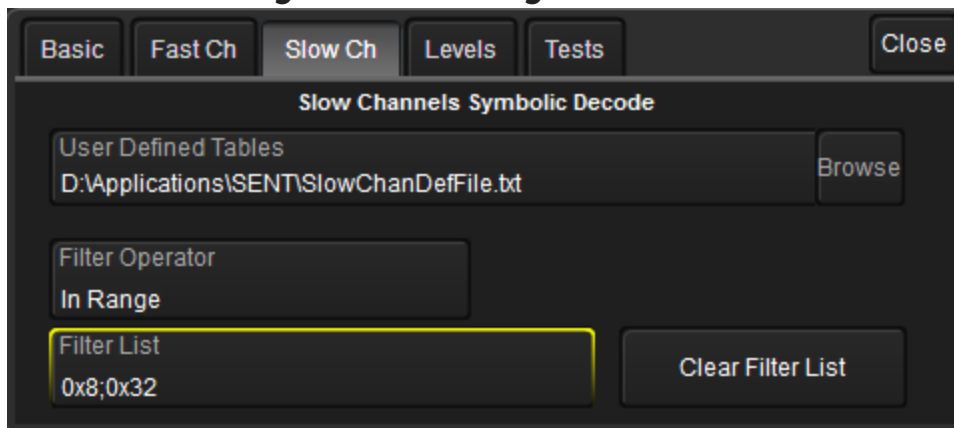 Basic Fast Ch Slow Ch Levels Tests Close
Slow Channels Symbolic Decode
User Defined Tables
D:\Applications\SENT\SlowChanDefFile.txt
Browse
Filter Operator
In Range
Filter List
0x8;0x32
Clear Filter List